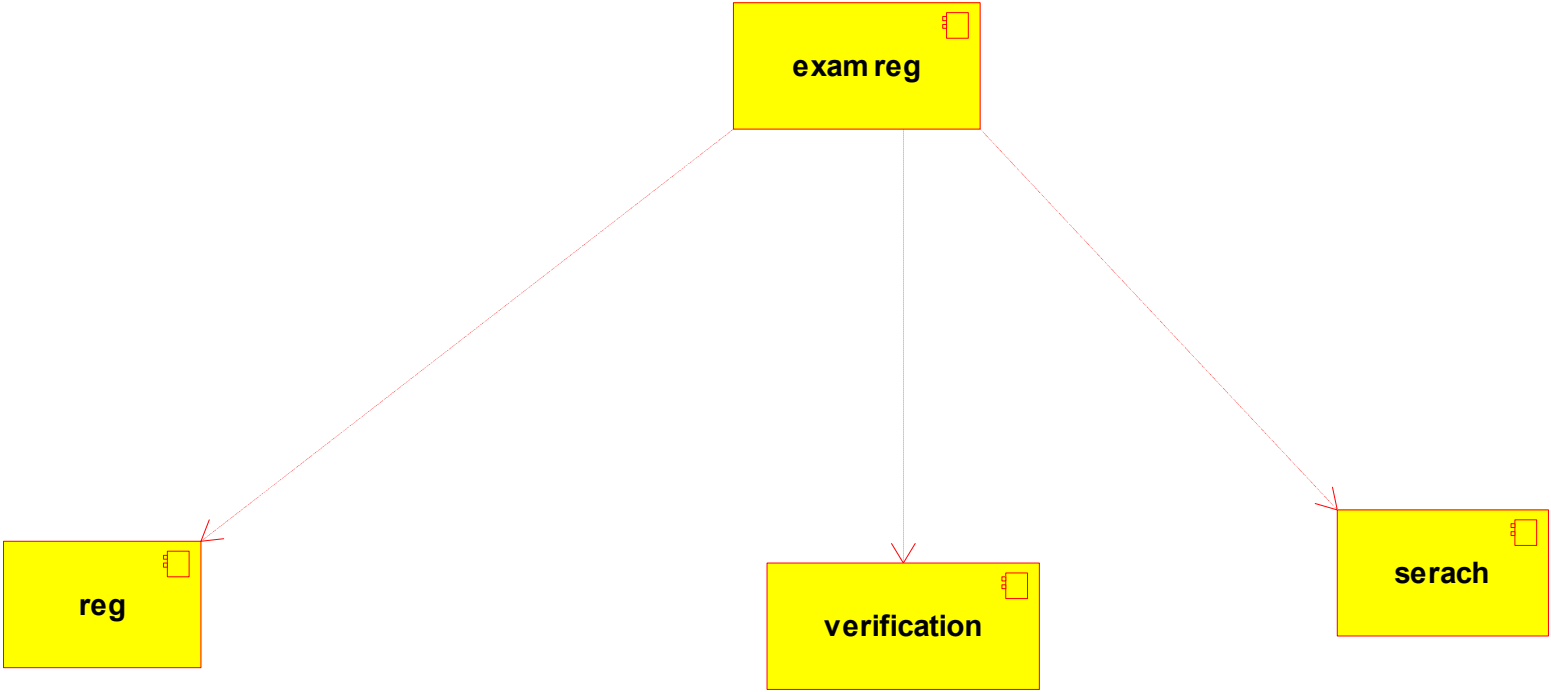 exam reg
reg
verification
serach